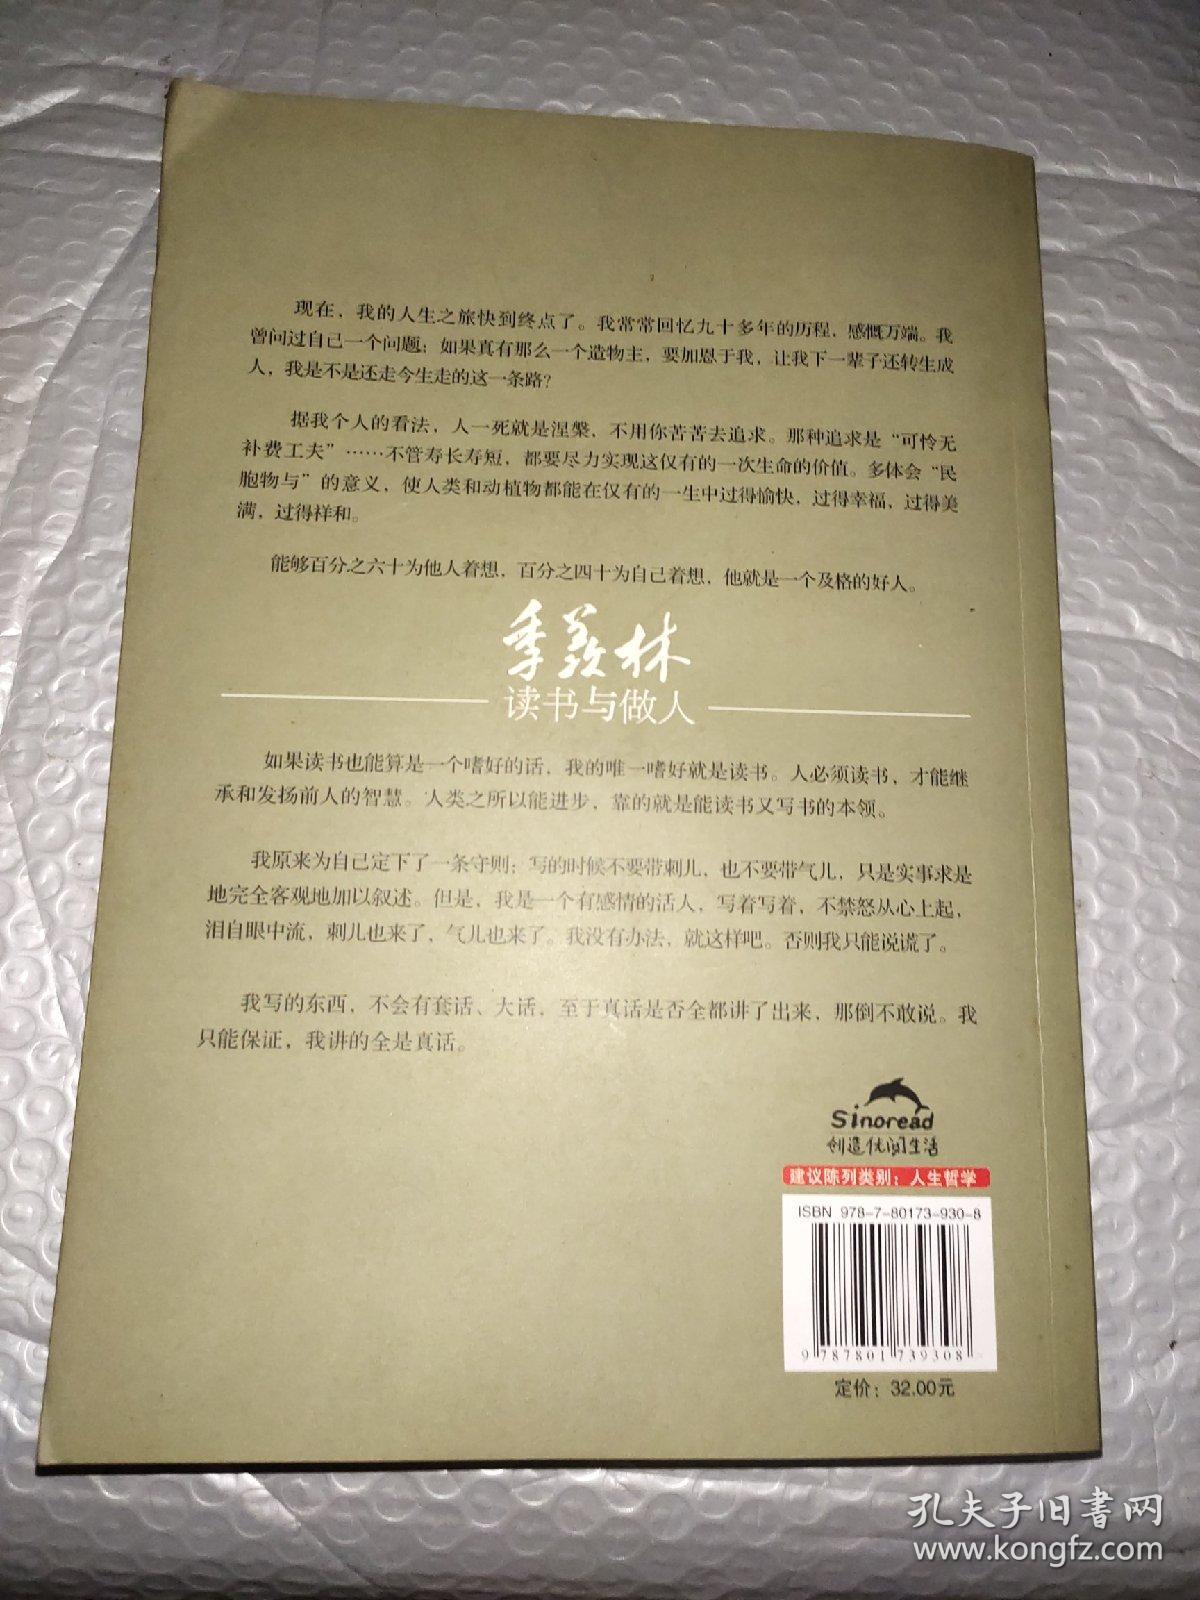 现在，我的人生之旅快到终点了。我常常回忆九十多年的历程，感慨万端。我
曾问过自己一个问题：如果真有那么一个造物主，要加恩于我，让我下一辈子还转生成
人，我是不是还走今生走的这一条路？
据我个人的看法，人一死就是涅槃，不用你苦苦去追求。那种追求是“可怜无
补费工夫”……不管寿长寿短，都要尽力实现这仅有的一次生命的价值。多体会“民
胞物与”的意义，使人类和动植物都能在仅有的一生中过得愉快，过得幸福，过得美
满，过得祥和。
能够百分之六十为他人着想，百分之四十为自己着想，他就是一个及格的好人。
季羡林
读书与做人
如果读书也能算是一个嗜好的话，我的唯一嗜好就是读书。人必须读书，才能继
承和发扬前人的智慧。人类之所以能进步，靠的就是能读书又写书的本领。
我原来为自己定下了一条守则：写的时候不要带刺儿，也不要带气儿，只是实事求是
地完全客观地加以叙述。但是，我是一个有感情的活人，写着写着，不禁怒从心上起，
泪自眼中流，刺儿也来了，气儿也来了。我没有办法，就这样吧。否则我只能说谎了。
我写的东西，不会有套话、大话，至于真话是否全都讲了出来，那倒不敢说。我
只能保证，我讲的全是真话。
Sinoread
创造优阅生活
建议陈列类别：人生哲学
ISBN 978-7-80173-930-8
9 787801 739308
定价：32.00元
孔夫子旧书网
www.kongfz.com